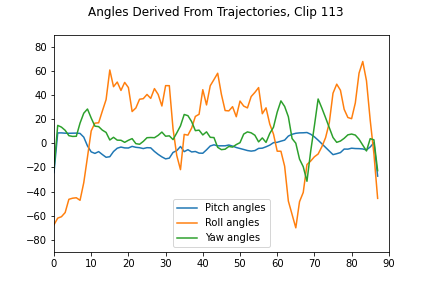 Angles Derived From Trajectories, Clip 113
80
60
40
20
0
−20
−40
−60
−80
0 10 20 30 40 50 60 70 80 90
Pitch angles
Roll angles
Yaw angles